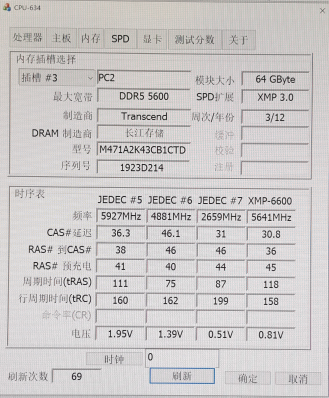 CPU-634
处理器 主板 内存 SPD 显卡 测试分数 关于
内存插槽选择
插槽 #3 PC2 模块大小 64 GByte
最大宽带 DDR5 5600 SPD扩展 XMP 3.0
制造商 Transcend 周次/年份 3/12
DRAM 制造商 长江存储 缓冲
型号 M471A2K43CB1CTD 校验
序列号 1923D214 注册
时序表
JEDEC #5 JEDEC #6 JEDEC #7 XMP-6600
频率 5927MHz 4881MHz 2659MHz 5641MHz
CAS#延迟 36.3 46.1 31 30.8
RAS# 到CAS# 38 46 46 36
RAS# 预充电 41 40 44 45
周期时间(tRAS) 111 75 87 118
行周期时间(tRC) 160 162 199 158
命令率(CR)
电压 1.95V 1.39V 0.51V 0.81V
时钟 0
刷新次数 69 刷新 确定 取消